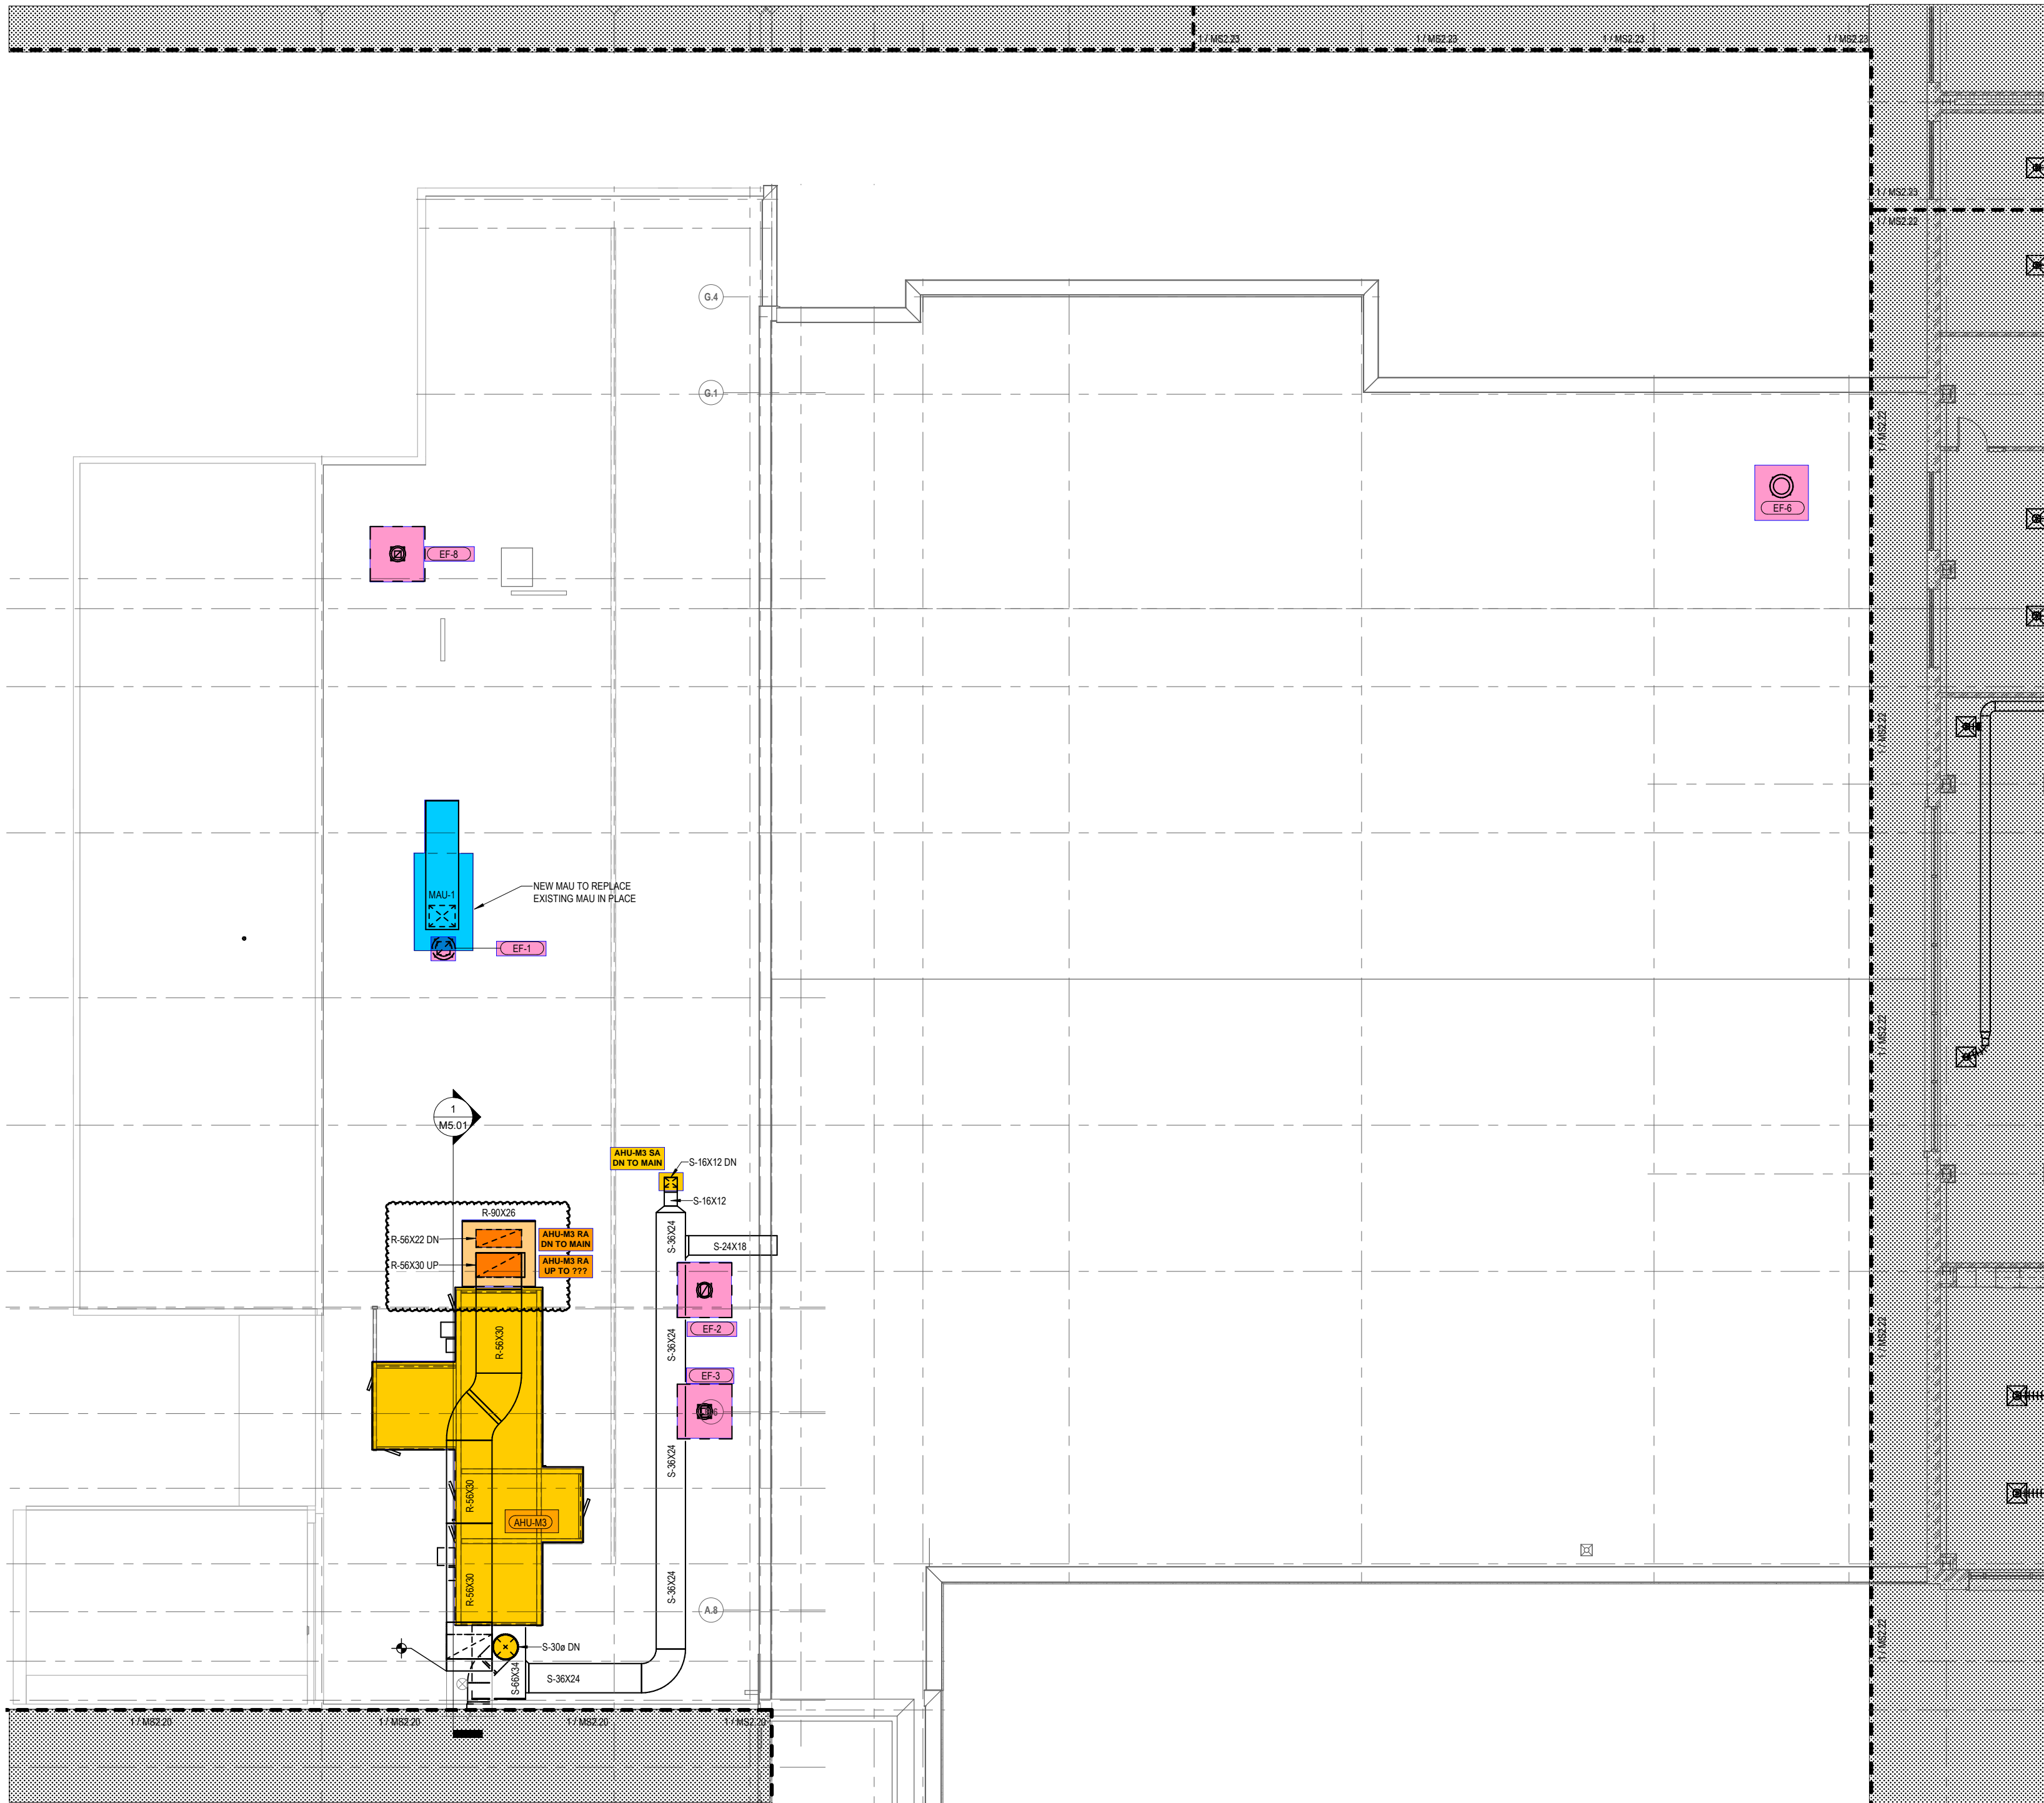 1 / MS2.23
1 / MS2.23
1 / MS2.23
1 / MS2.23
1 / MS2.23
1 / MS2.22
G.4
G.1
1 / MS2.22
EF-6
EF-8
1 / MS2.22
MAU-1
NEW MAU TO REPLACE
EXISTING MAU IN PLACE
EF-1
1 / MS2.22
1
M5.01
AHU-M3 SA
DN TO MAIN
S-16X12 DN
S-16X12
R-90X26
R-56X22 DN
AHU-M3 RA
DN TO MAIN
S-36X24
S-24X18
R-56X30 UP
AHU-M3 RA
UP TO ???
EF-2
R-56X30
S-36X24
1 / MS2.22
EF-3
S-36X24
R-56X30
AHU-M3
R-56X30
S-36X24
A.8
1 / MS2.22
S-30ø DN
S-66X34
S-36X24
1 / MS2.20
1 / MS2.20
1 / MS2.20
1 / MS2.20